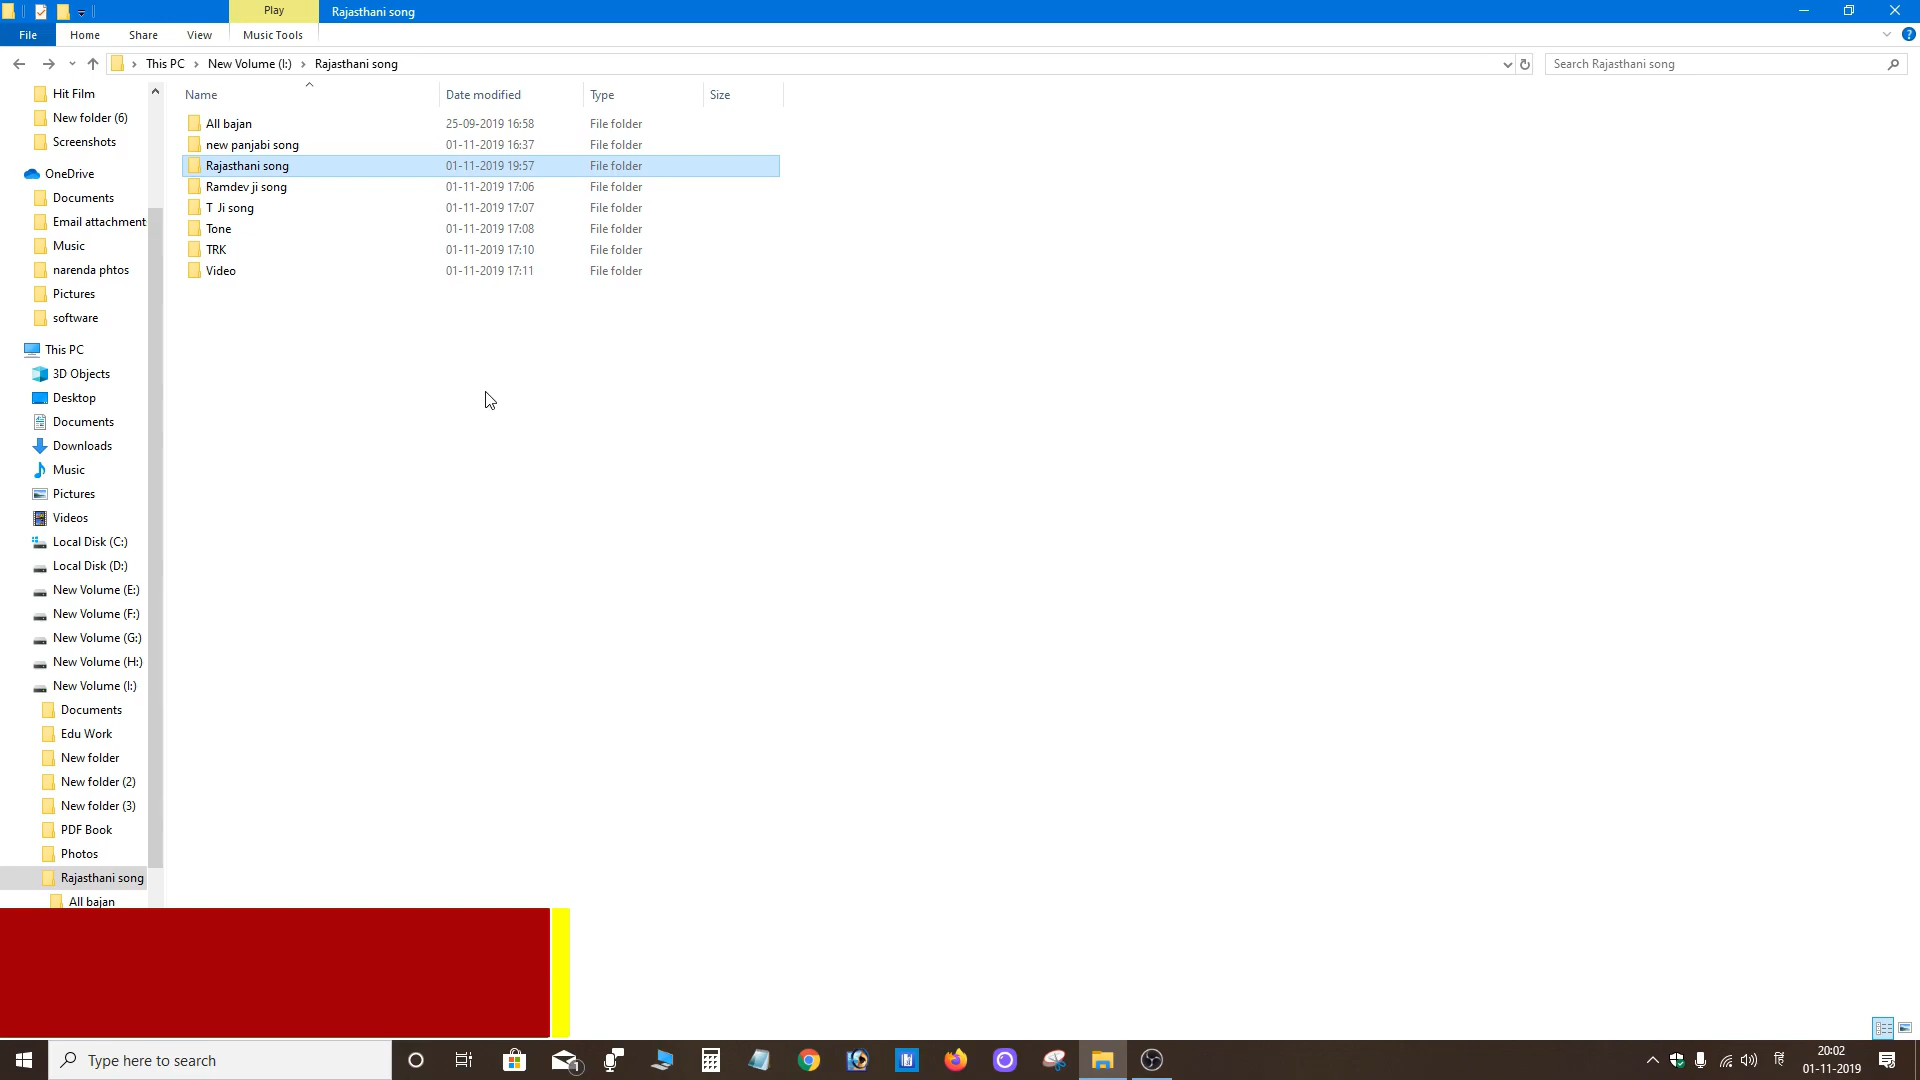 Play
Rajasthani song
File
Home
Share
View
Music Tools
This PC
New Volume (I:)
Rajasthani song
Search Rajasthani song
Name
Date modified
Type
Size
All bajan 25-09-2019 16:58 File folder
new panjabi song 01-11-2019 16:37 File folder
Rajasthani song 01-11-2019 19:57 File folder
Ramdev ji song 01-11-2019 17:06 File folder
T Ji song 01-11-2019 17:07 File folder
Tone 01-11-2019 17:08 File folder
TRK 01-11-2019 17:10 File folder
Video 01-11-2019 17:11 File folder
Hit Film
New folder (6)
Screenshots
OneDrive
Documents
Email attachment
Music
narenda phtos
Pictures
software
This PC
3D Objects
Desktop
Documents
Downloads
Music
Pictures
Videos
Local Disk (C:)
Local Disk (D:)
New Volume (E:)
New Volume (F:)
New Volume (G:)
New Volume (H:)
New Volume (I:)
Documents
Edu Work
New folder
New folder (2)
New folder (3)
PDF Book
Photos
Rajasthani song
All bajan
Type here to search
1
हिं
20:02
01-11-2019